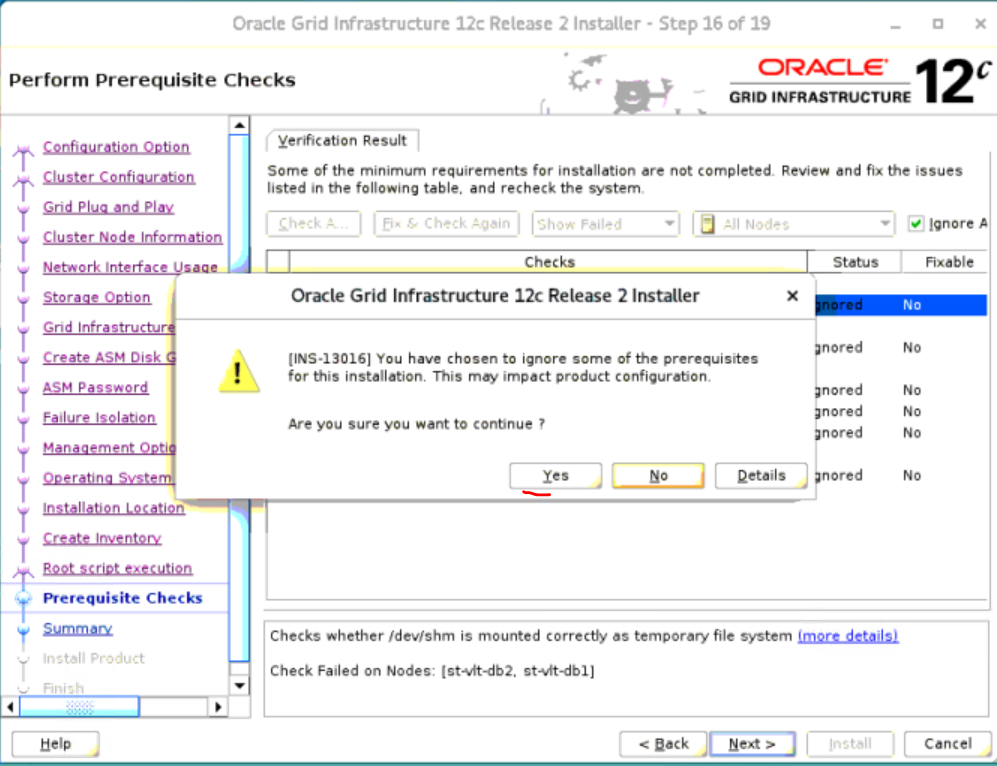 Oracle Grid Infrastructure 12c Release 2 Installer - Step 16 of 19
Perform Prerequisite Checks
ORACLE
GRID INFRASTRUCTURE
12c
Configuration Option
Cluster Configuration
Grid Plug and Play
Cluster Node Information
Network Interface Usage
Storage Option
Grid Infrastructure
Create ASM Disk G
ASM Password
Failure Isolation
Management Optio
Operating System
Installation Location
Create Inventory
Root script execution
Prerequisite Checks
Summary
Install Product
Finish
Verification Result
Some of the minimum requirements for installation are not completed. Review and fix the issues
listed in the following table, and recheck the system.
Check A... Fix & Check Again Show Failed All Nodes Ignore A
Checks Status Fixable
gnored No
gnored No
gnored No
gnored No
gnored No
gnored No
Oracle Grid Infrastructure 12c Release 2 Installer
[INS-13016] You have chosen to ignore some of the prerequisites
for this installation. This may impact product configuration.
Are you sure you want to continue ?
Yes No Details
Checks whether /dev/shm is mounted correctly as temporary file system (more details)
Check Failed on Nodes: [st-vlt-db2, st-vlt-db1]
Help < Back Next > Install Cancel